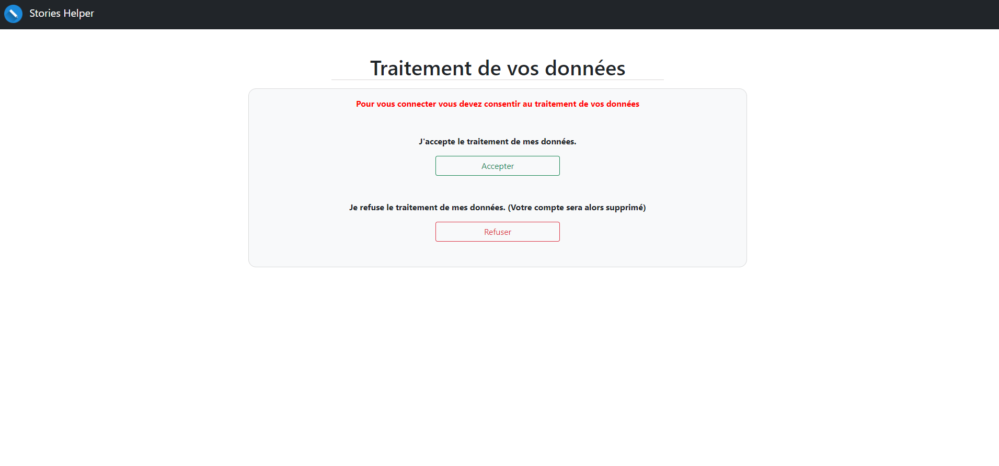 Stories Helper
Traitement de vos données
Pour vous connecter vous devez consentir au traitement de vos données
J'accepte le traitement de mes données.
Accepter
Je refuse le traitement de mes données. (Votre compte sera alors supprimé)
Refuser